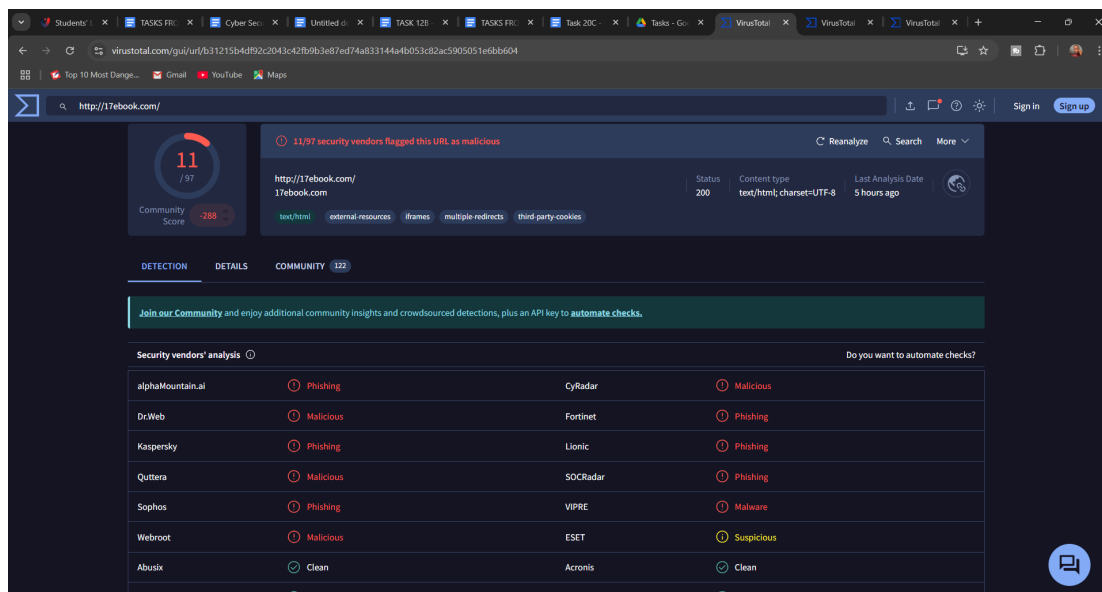 Students' L
TASKS FRO
Cyber Secu
Untitled do
TASK 12B -
TASKS FRO
Task 20C -
Tasks - Goo
VirusTotal
VirusTotal
VirusTotal
virustotal.com/gui/url/b31215b4df92c2043c42fb9b3e87ed74a833144a4b053c82ac5905051e6bb604
Top 10 Most Dange...
Gmail
YouTube
Maps
http://17ebook.com/
Sign in
Sign up
11
/ 97
Community
Score
-288
11/97 security vendors flagged this URL as malicious
Reanalyze
Search
More
http://17ebook.com/
17ebook.com
Status
200
Content type
text/html; charset=UTF-8
Last Analysis Date
5 hours ago
text/html
external-resources
iframes
multiple-redirects
third-party-cookies
DETECTION
DETAILS
COMMUNITY 122
Join our Community and enjoy additional community insights and crowdsourced detections, plus an API key to automate checks.
Security vendors' analysis
Do you want to automate checks?
alphaMountain.ai Phishing CyRadar Malicious
Dr.Web Malicious Fortinet Phishing
Kaspersky Phishing Lionic Phishing
Quttera Malicious SOCRadar Phishing
Sophos Phishing VIPRE Malware
Webroot Malicious ESET Suspicious
Abusix Clean Acronis Clean